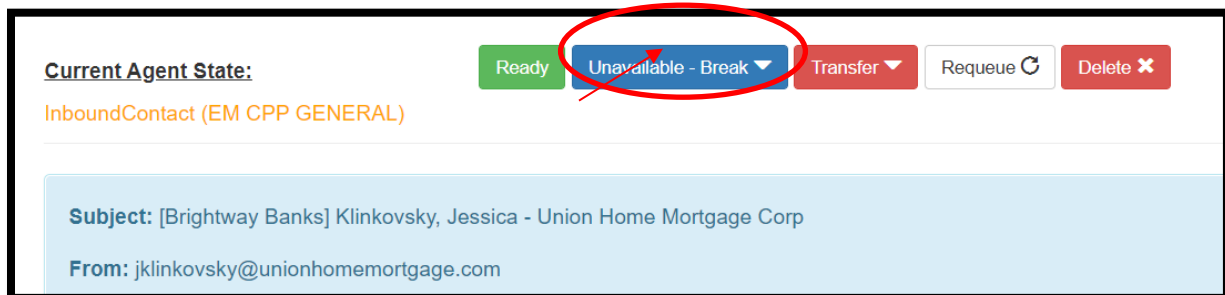 Current Agent State:
Ready
Unavailable - Break
Transfer
Requeue
Delete
InboundContact (EM CPP GENERAL)
Subject: [Brightway Banks] Klinkovsky, Jessica - Union Home Mortgage Corp
From: jklinkovsky@unionhomemortgage.com